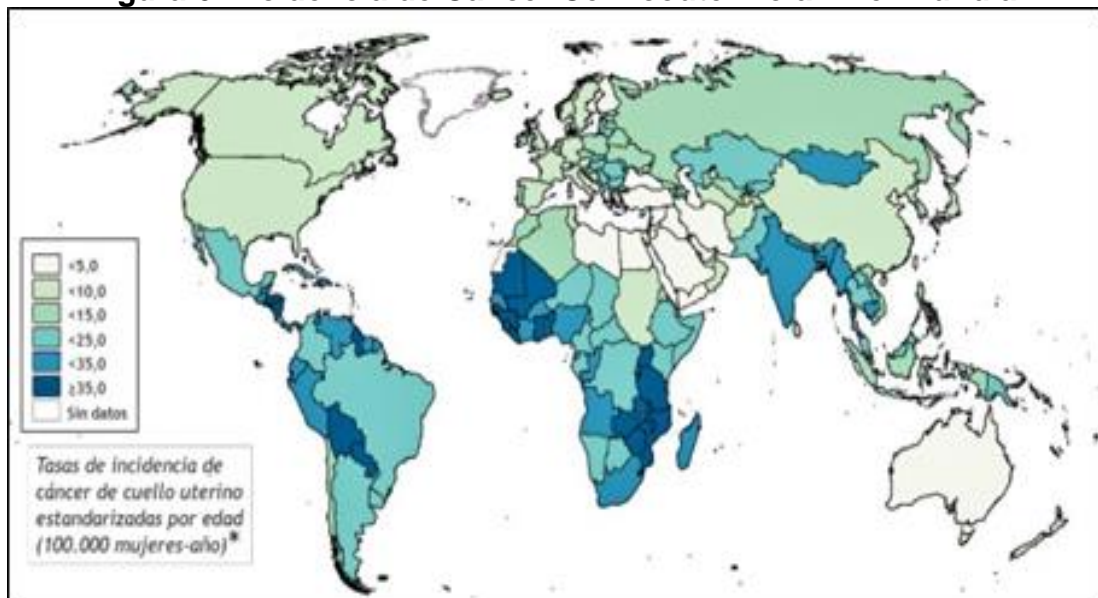 <5,0
<10,0
<15,0
<25,0
<35,0
≥35,0
Sin datos
Tasas de incidencia de
cáncer de cuello uterino
estandarizadas por edad
(100.000 mujeres-año)*